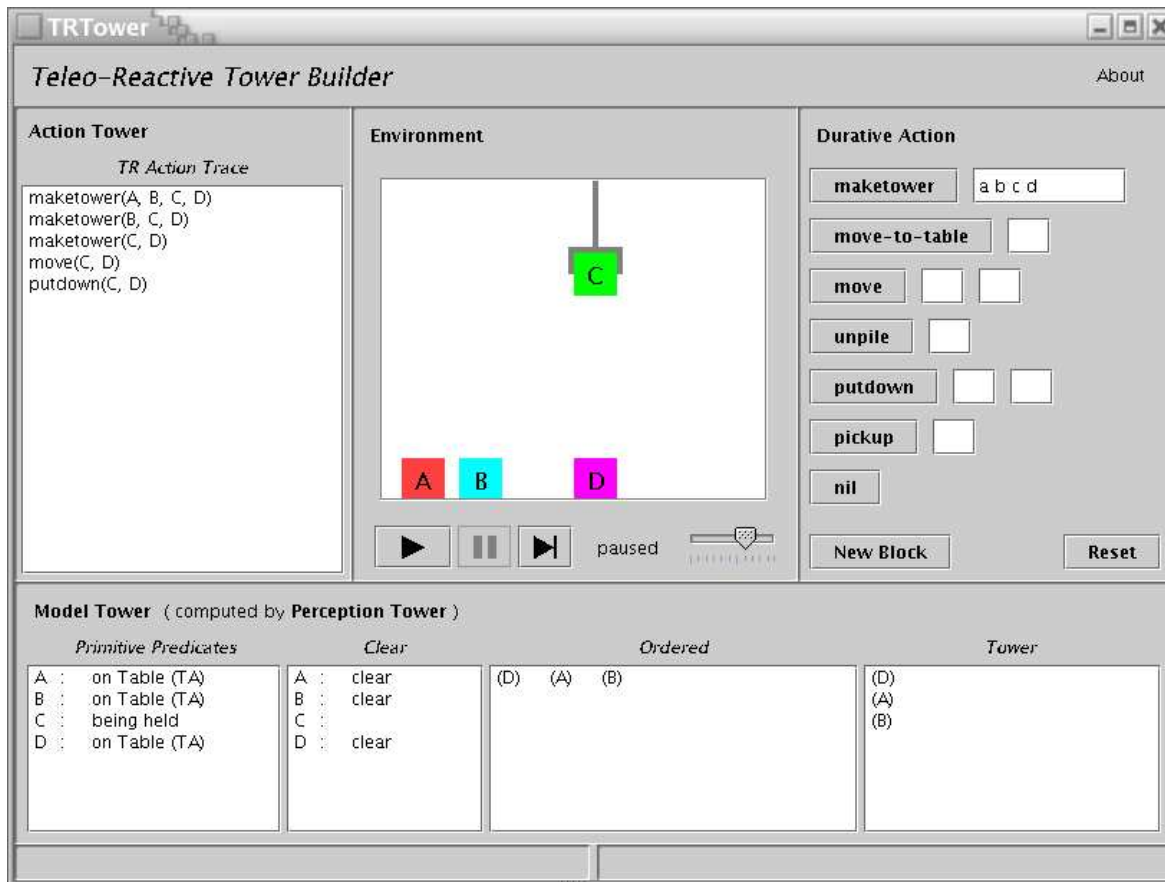 TRTower
Teleo-Reactive Tower Builder
About
Action Tower
TR Action Trace
maketower(A, B, C, D)
maketower(B, C, D)
maketower(C, D)
move(C, D)
putdown(C, D)
Environment
C
A B D
paused
Durative Action
maketower a b c d
move-to-table
move
unpile
putdown
pickup
nil
New Block Reset
Model Tower ( computed by Perception Tower )
Primitive Predicates
A : on Table (TA)
B : on Table (TA)
C : being held
D : on Table (TA)
Clear
A : clear
B : clear
C :
D : clear
Ordered
(D) (A) (B)
Tower
(D)
(A)
(B)